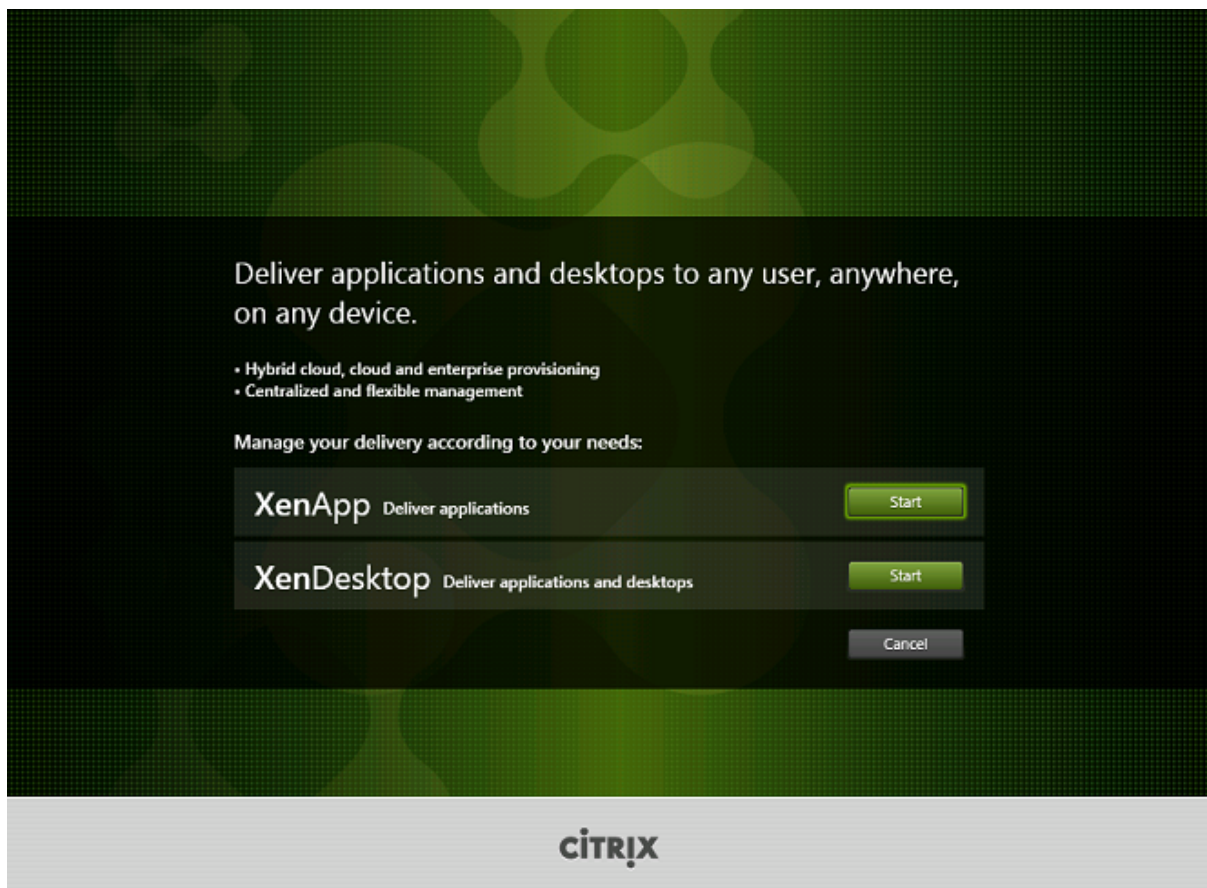 Deliver applications and desktops to any user, anywhere,
on any device.
• Hybrid cloud, cloud and enterprise provisioning
• Centralized and flexible management
Manage your delivery according to your needs:
XenApp Deliver applications Start
XenDesktop Deliver applications and desktops Start
Cancel
CİTRIX